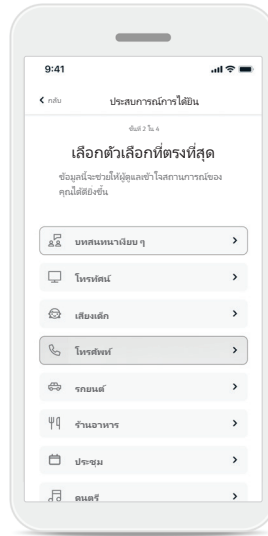 9:41
กลับ ประสบการณ์การได้ยิน
ขั้นที่ 2 ใน 4
เลือกตัวเลือกที่ตรงที่สุด
ข้อมูลนี้จะช่วยให้ผู้ดูแลเข้าใจสถานการณ์ของ
คุณได้ดียิ่งขึ้น
บทสนทนาเงียบ ๆ
โทรทัศน์
เสียงเด็ก
โทรศัพท์
รถยนต์
ร้านอาหาร
ประชุม
ดนตรี